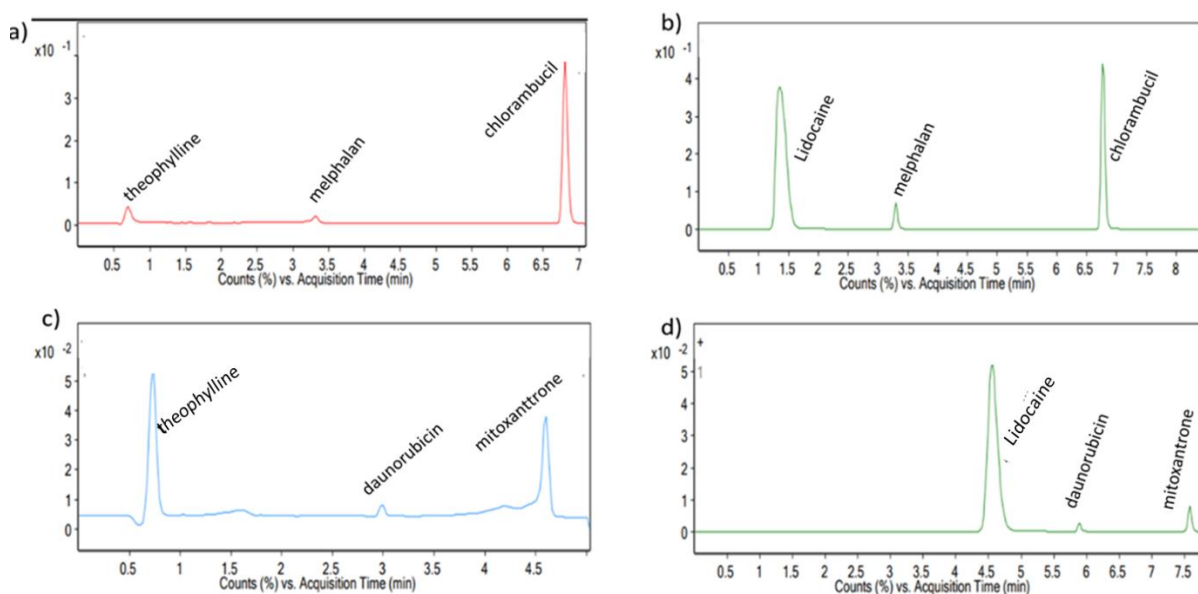 a)
x10 -1
3
2
1
0
theophylline
melphalan
chlorambucil
0.5 1 1.5 2 2.5 3 3.5 4 4.5 5 5.5 6 6.5 7
Counts (%) vs. Acquisition Time (min)
b)
x10 -1
4
3
2
1
0
Lidocaine
melphalan
chlorambucil
0.5 1 1.5 2 2.5 3 3.5 4 4.5 5 5.5 6 6.5 7 7.5 8
Counts (%) vs. Acquisition Time (min)
c)
x10 -2
5
4
3
2
1
0
theophylline
daunorubicin
mitoxanttrone
0.5 1 1.5 2 2.5 3 3.5 4 4.5
Counts (%) vs. Acquisition Time (min)
d)
+
x10 -2
1
5
4
3
2
1
0
Lidocaine
daunorubicin
mitoxantrone
0.5 1 1.5 2 2.5 3 3.5 4 4.5 5 5.5 6 6.5 7 7.5
Counts (%) vs. Acquisition Time (min)